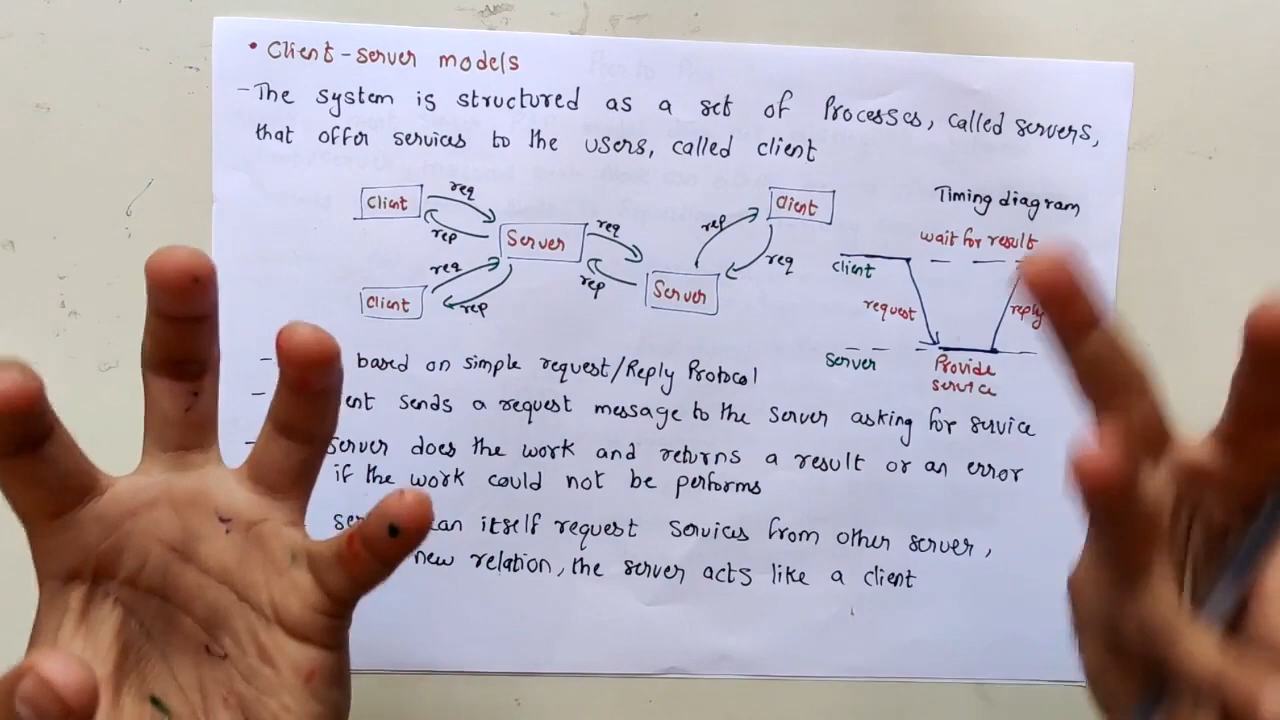 • Client-server models
- The system is structured as a set of Processes, called servers,
that offer services to the users, called client
Client
req
rep
Server
req
rep
Client
req
rep
Server
rep
req
Client
Timing diagram
wait for result
client
request
reply
server
Provide
service
- based on simple request/Reply Protocol
- sends a request message to the server asking for service
- server does the work and returns a result or an error
if the work could not be performs
can itself request services from other server,
new relation, the server acts like a client